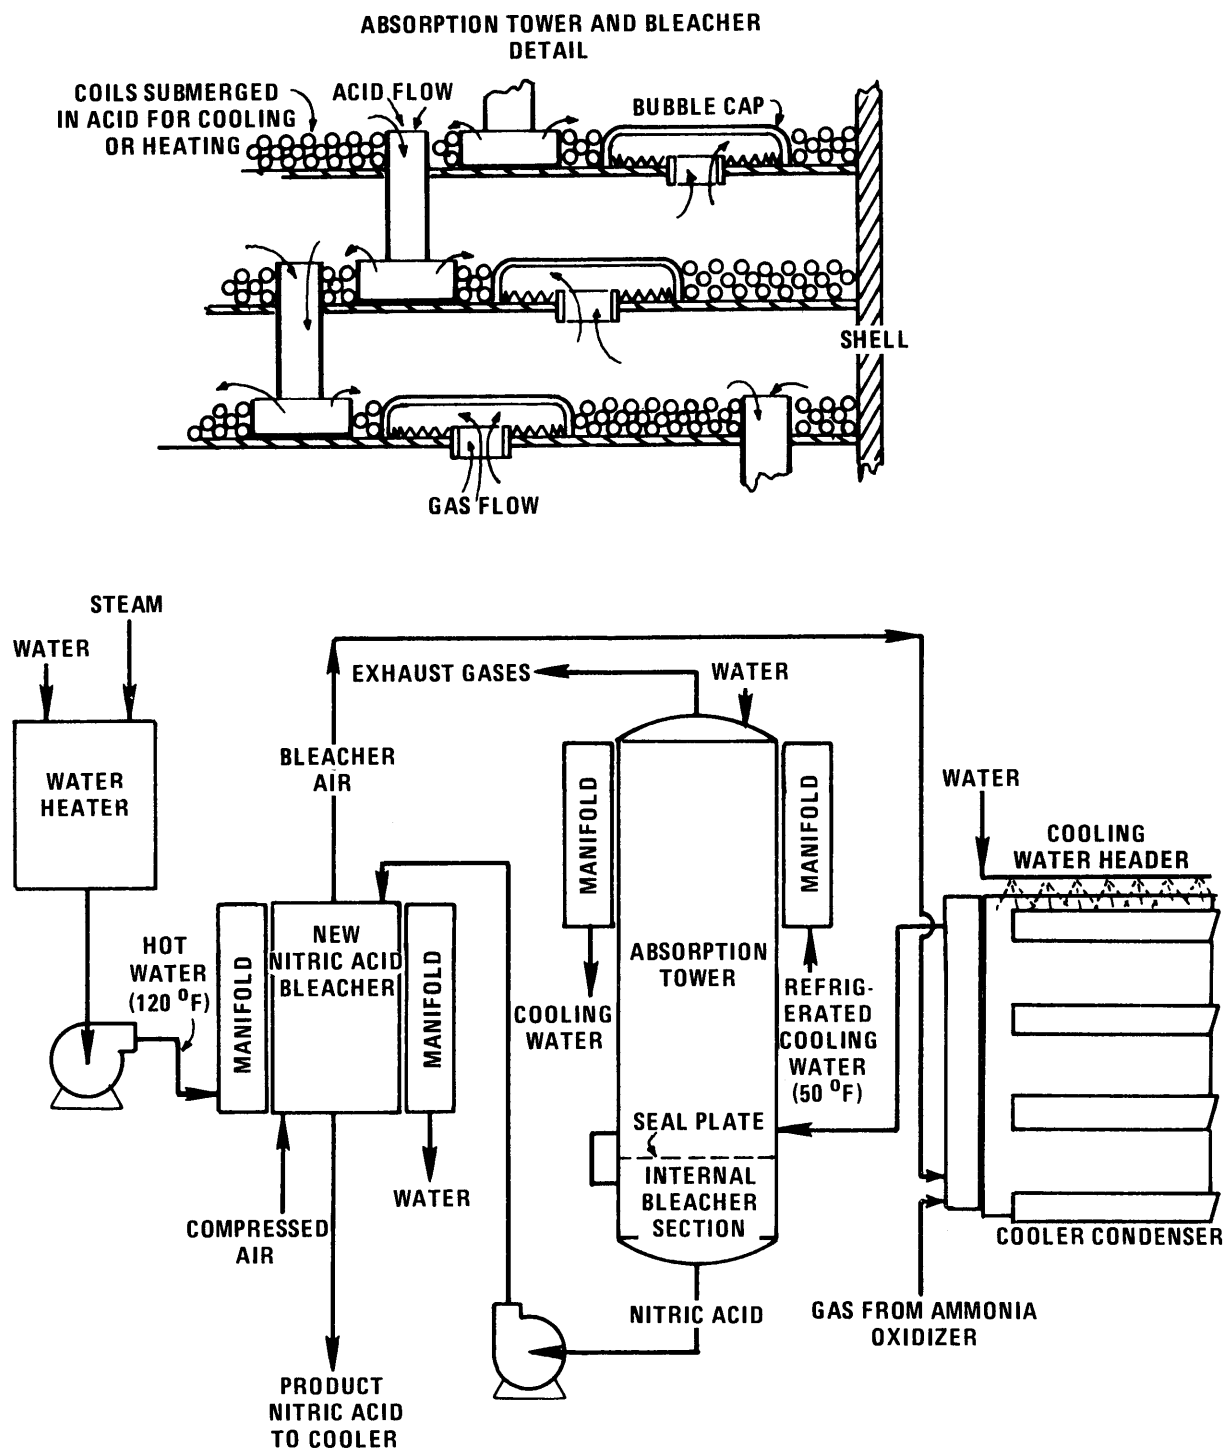 ABSORPTION TOWER AND BLEACHER
DETAIL
COILS SUBMERGED
IN ACID FOR COOLING
OR HEATING
ACID FLOW
BUBBLE CAP
SHELL
GAS FLOW
STEAM
WATER
WATER
HEATER
HOT
WATER
(120 °F)
MANIFOLD
BLEACHER
AIR
NEW
NITRIC ACID
BLEACHER
MANIFOLD
WATER
COMPRESSED
AIR
PRODUCT
NITRIC ACID
TO COOLER
EXHAUST GASES
WATER
MANIFOLD
MANIFOLD
ABSORPTION
TOWER
COOLING
WATER
REFRIG-
ERATED
COOLING
WATER
(50 °F)
SEAL PLATE
INTERNAL
BLEACHER
SECTION
NITRIC ACID
WATER
COOLING
WATER HEADER
COOLER CONDENSER
GAS FROM AMMONIA
OXIDIZER